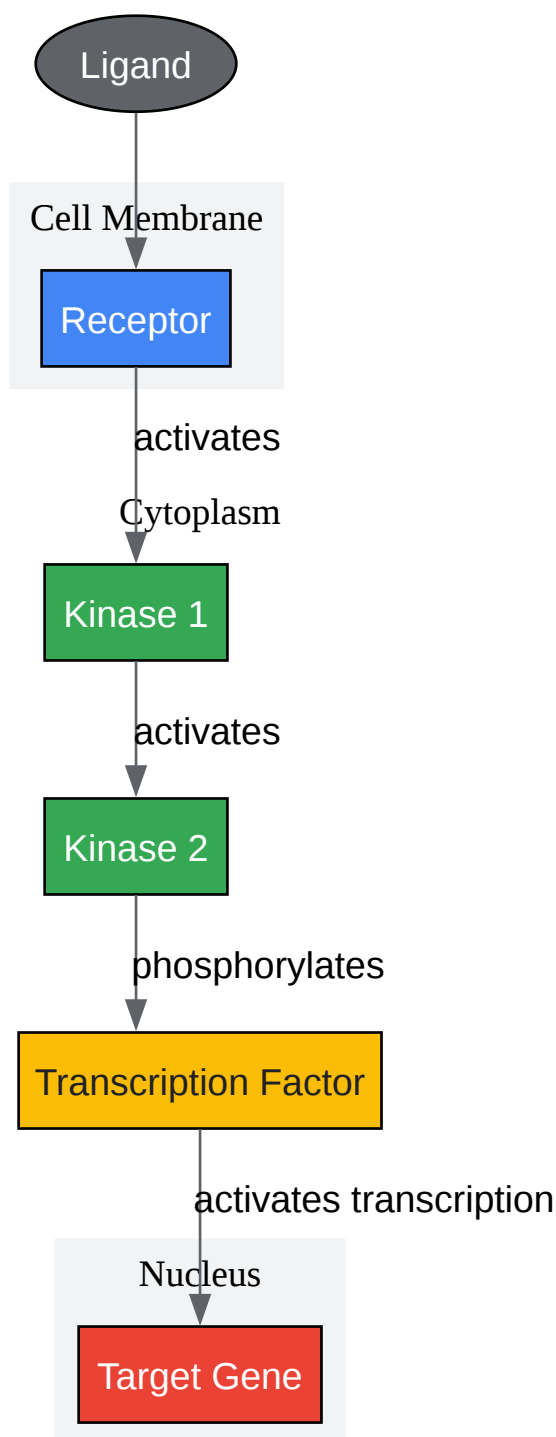 Ligand
Cell Membrane
Receptor
activates
Cytoplasm
Kinase 1
activates
Kinase 2
phosphorylates
Transcription Factor
activates transcription
Nucleus
Target Gene